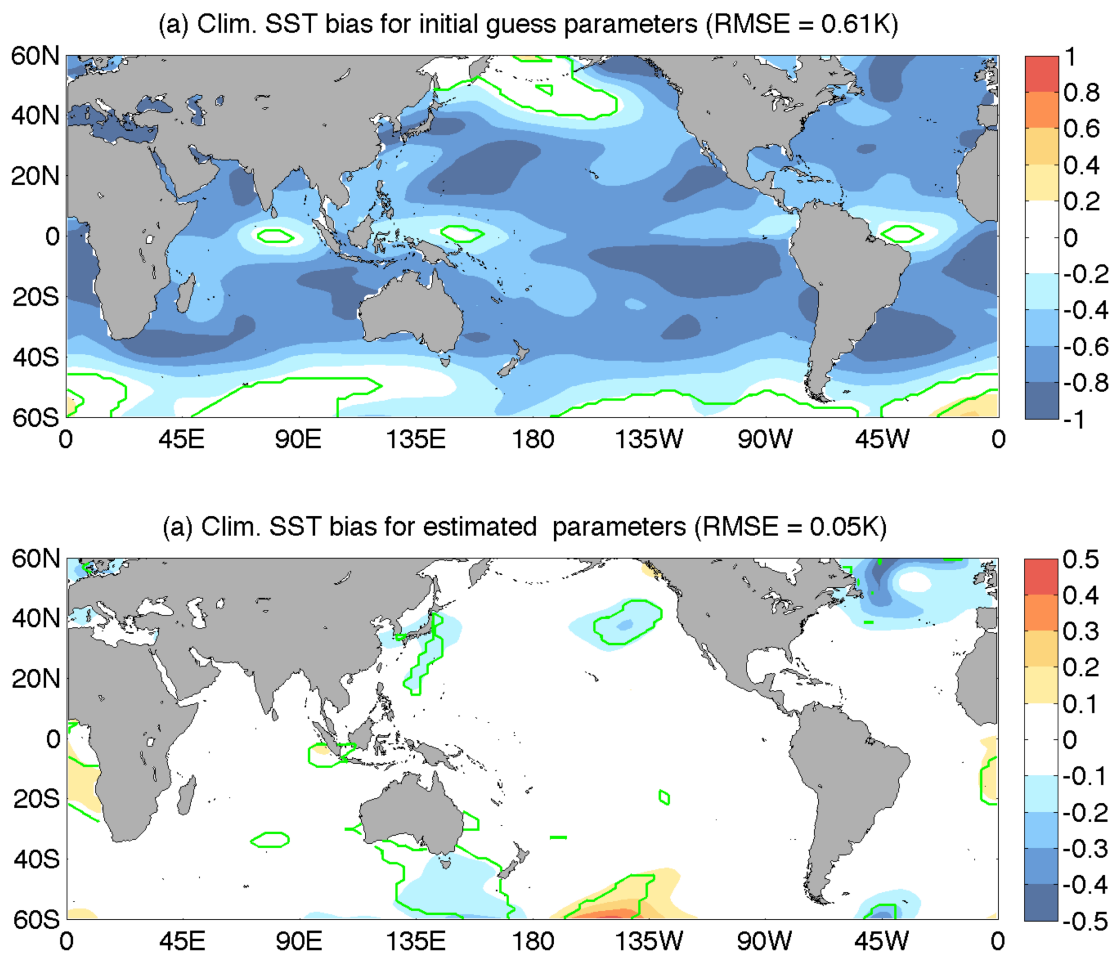 (a) Clim. SST bias for initial guess parameters (RMSE = 0.61K)
60N
40N
20N
0
20S
40S
60S
0 45E 90E 135E 180 135W 90W 45W 0
1
0.8
0.6
0.4
0.2
0
-0.2
-0.4
-0.6
-0.8
-1
(a) Clim. SST bias for estimated parameters (RMSE = 0.05K)
60N
40N
20N
0
20S
40S
60S
0 45E 90E 135E 180 135W 90W 45W 0
0.5
0.4
0.3
0.2
0.1
0
-0.1
-0.2
-0.3
-0.4
-0.5